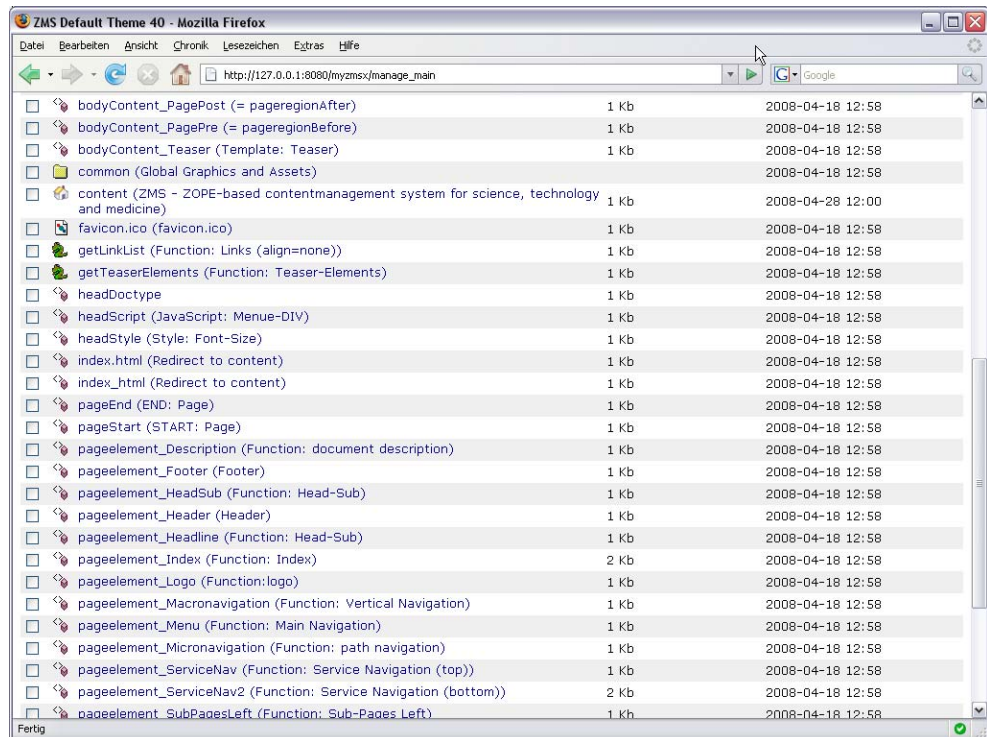 ZMS Default Theme 40 - Mozilla Firefox
Datei Bearbeiten Ansicht Chronik Lesezeichen Extras Hilfe
http://127.0.0.1:8080/myzmsx/manage_main G Google
bodyContent_PagePost (= pageregionAfter) 1 Kb 2008-04-18 12:58
bodyContent_PagePre (= pageregionBefore) 1 Kb 2008-04-18 12:58
bodyContent_Teaser (Template: Teaser) 1 Kb 2008-04-18 12:58
common (Global Graphics and Assets) 2008-04-18 12:58
content (ZMS - ZOPE-based contentmanagement system for science, technology
and medicine) 1 Kb 2008-04-28 12:00
favicon.ico (favicon.ico) 1 Kb 2008-04-18 12:58
getLinkList (Function: Links (align=none)) 1 Kb 2008-04-18 12:58
getTeaserElements (Function: Teaser-Elements) 1 Kb 2008-04-18 12:58
headDoctype 1 Kb 2008-04-18 12:58
headScript (JavaScript: Menue-DIV) 1 Kb 2008-04-18 12:58
headStyle (Style: Font-Size) 1 Kb 2008-04-18 12:58
index.html (Redirect to content) 1 Kb 2008-04-18 12:58
index_html (Redirect to content) 1 Kb 2008-04-18 12:58
pageEnd (END: Page) 1 Kb 2008-04-18 12:58
pageStart (START: Page) 1 Kb 2008-04-18 12:58
pageelement_Description (Function: document description) 1 Kb 2008-04-18 12:58
pageelement_Footer (Footer) 1 Kb 2008-04-18 12:58
pageelement_HeadSub (Function: Head-Sub) 1 Kb 2008-04-18 12:58
pageelement_Header (Header) 1 Kb 2008-04-18 12:58
pageelement_Headline (Function: Head-Sub) 1 Kb 2008-04-18 12:58
pageelement_Index (Function: Index) 2 Kb 2008-04-18 12:58
pageelement_Logo (Function:logo) 1 Kb 2008-04-18 12:58
pageelement_Macronavigation (Function: Vertical Navigation) 1 Kb 2008-04-18 12:58
pageelement_Menu (Function: Main Navigation) 1 Kb 2008-04-18 12:58
pageelement_Micronavigation (Function: path navigation) 1 Kb 2008-04-18 12:58
pageelement_ServiceNav (Function: Service Navigation (top)) 1 Kb 2008-04-18 12:58
pageelement_ServiceNav2 (Function: Service Navigation (bottom)) 2 Kb 2008-04-18 12:58
pageelement_SubPagesLeft (Function: Sub-Pages Left) 1 Kb 2008-04-18 12:58
Fertig